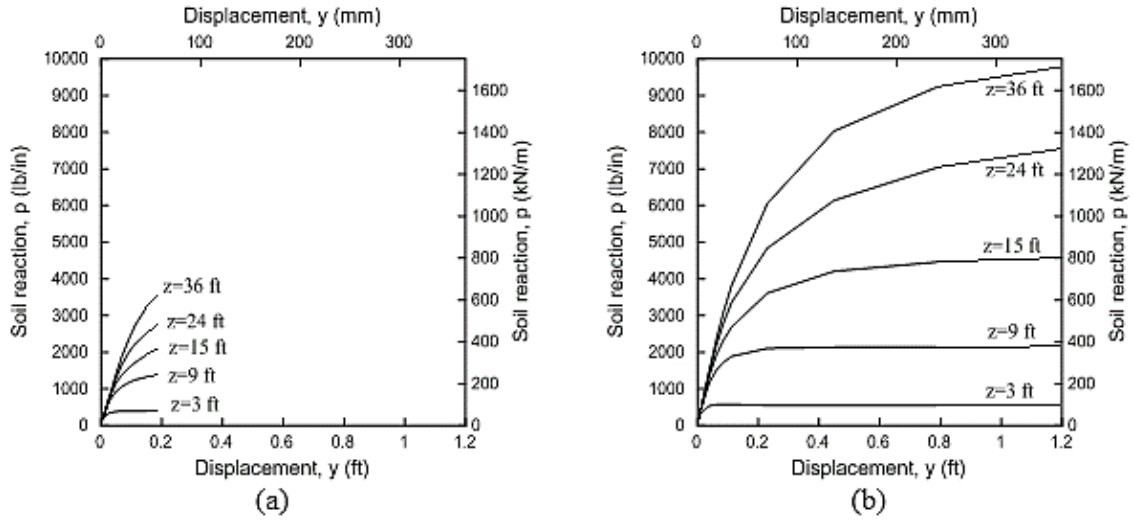 Displacement, y (mm)
0 100 200 300
10000
9000
8000
7000
6000
5000
4000
3000
2000
1000
0
Soil reaction, p (lb/in)
1600
1400
1200
1000
800
600
400
200
0
Soil reaction, p (kN/m)
z=36 ft
z=24 ft
z=15 ft
z=9 ft
z=3 ft
0 0.2 0.4 0.6 0.8 1 1.2
Displacement, y (ft)
(a)
Displacement, y (mm)
0 100 200 300
10000
9000
8000
7000
6000
5000
4000
3000
2000
1000
0
Soil reaction, p (lb/in)
1600
1400
1200
1000
800
600
400
200
0
Soil reaction, p (kN/m)
z=36 ft
z=24 ft
z=15 ft
z=9 ft
z=3 ft
0 0.2 0.4 0.6 0.8 1 1.2
Displacement, y (ft)
(b)